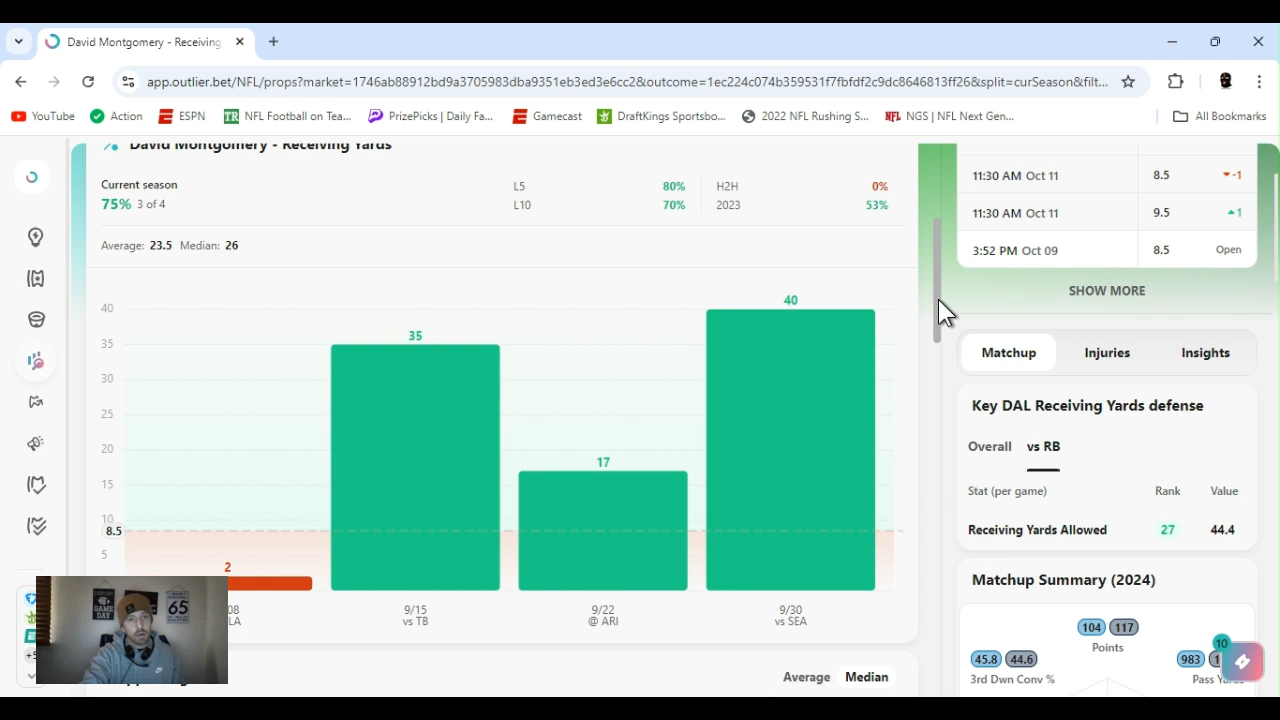 David Montgomery - Receiving
app.outlier.bet/NFL/props?market=1746ab88912bd9a3705983dba9351eb3ed3e6cc2&outcome=1ec224c074b359531f7fbfdf2c9dc8646813ff26&split=curSeason&filt...
YouTube Action ESPN NFL Football on Tea... PrizePicks | Daily Fa... Gamecast DraftKings Sportsbo... 2022 NFL Rushing S... NGS | NFL Next Gen... All Bookmarks
David Montgomery - Receiving Yards
Current season
75% 3 of 4
L5 80% H2H 0%
L10 70% 2023 53%
Average: 23.5 Median: 26
40
35
30
25
20
15
10
8.5
5
2
35
17
40
08
LA
9/15
vs TB
9/22
@ ARI
9/30
vs SEA
Average Median
11:30 AM Oct 11 8.5 -1
11:30 AM Oct 11 9.5 1
3:52 PM Oct 09 8.5 Open
SHOW MORE
Matchup Injuries Insights
Key DAL Receiving Yards defense
Overall vs RB
Stat (per game) Rank Value
Receiving Yards Allowed 27 44.4
Matchup Summary (2024)
104 117
Points
45.8 44.6
3rd Dwn Conv %
983
Pass
10
GAME DAY
65